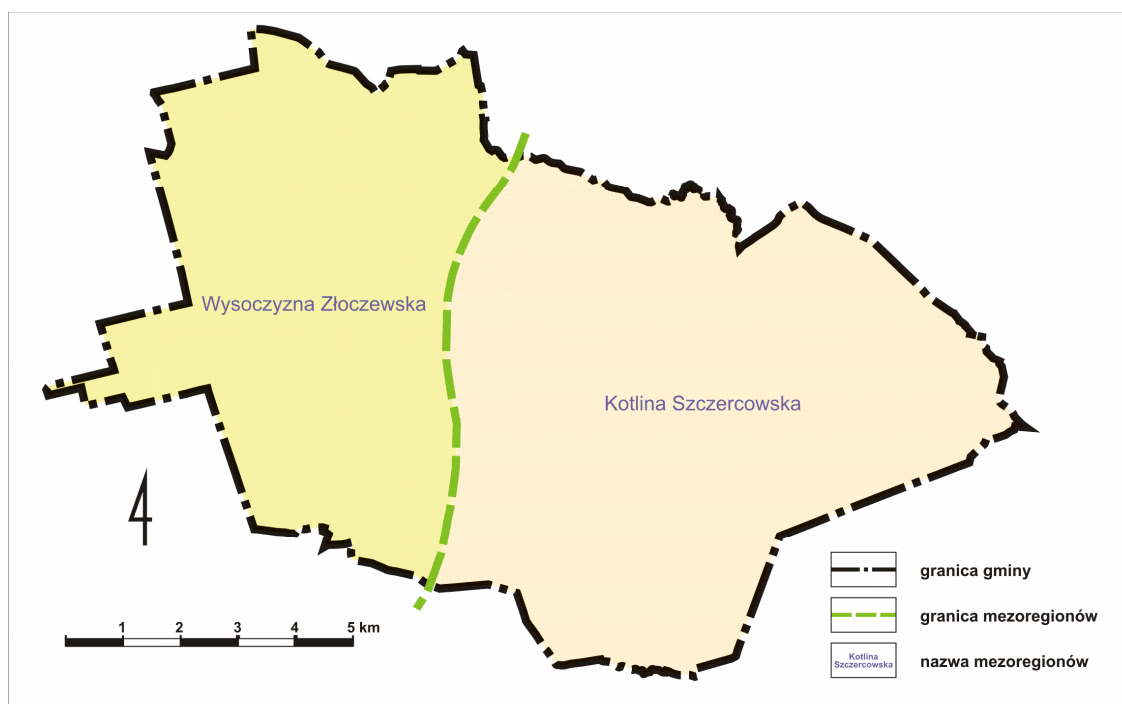 Wysoczyzna Złoczewska
Kotlina Szczercowska
1 2 3 4 5 km
granica gminy
granica mezoregionów
Kotlina
Szczercowska
nazwa mezoregionów